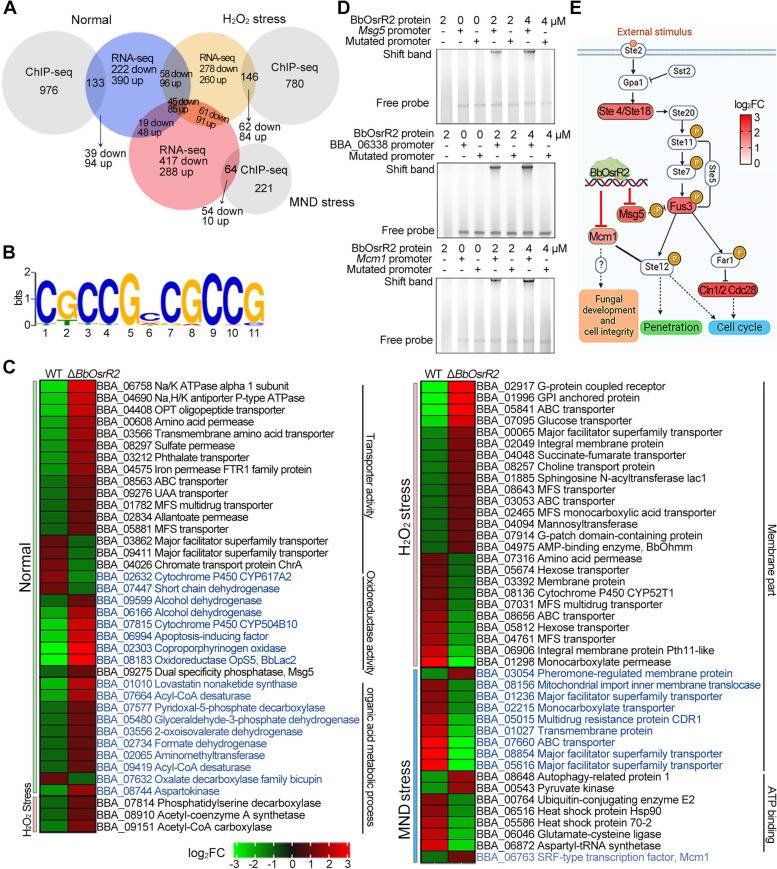 A
Normal
H₂O₂ stress
ChIP-seq
976
133
RNA-seq
222 down
390 up
58 down
96 up
RNA-seq
278 down
260 up
146
ChIP-seq
780
45 down
85 up
61 down
91 up
19 down
48 up
RNA-seq
417 down
288 up
39 down
94 up
62 down
84 up
64
ChIP-seq
221
54 down
10 up
MND stress
B
bits
2
1
0
CGCCGCCGCCG
1 2 3 4 5 6 7 8 9 10 11
C
WT ΔBbOsrR2
Normal
BBA_06758 Na/K ATPase alpha 1 subunit
BBA_04690 Na,H/K antiporter P-type ATPase
BBA_04408 OPT oligopeptide transporter
BBA_00608 Amino acid permease
BBA_03566 Transmembrane amino acid transporter
BBA_08297 Sulfate permease
BBA_03212 Phthalate transporter
BBA_04575 Iron permease FTR1 family protein
BBA_08563 ABC transporter
BBA_09276 UAA transporter
BBA_01782 MFS multidrug transporter
BBA_02834 Allantoate permease
BBA_05881 MFS transporter
BBA_03862 Major facilitator superfamily transporter
BBA_09411 Major facilitator superfamily transporter
BBA_04026 Chromate transport protein ChrA
Transporter activity
BBA_02632 Cytochrome P450 CYP617A2
BBA_07447 Short chain dehydrogenase
BBA_09599 Alcohol dehydrogenase
BBA_06166 Alcohol dehydrogenase
BBA_07815 Cytochrome P450 CYP504B10
BBA_06994 Apoptosis-inducing factor
BBA_02303 Coproporphyrinogen oxidase
BBA_08183 Oxidoreductase OpS5, BbLac2
Oxidoreductase activity
BBA_09275 Dual specificity phosphatase, Msg5
BBA_01010 Lovastatin nonaketide synthase
BBA_07664 Acyl-CoA desaturase
BBA_07577 Pyridoxal-5-phosphate decarboxylase
BBA_05480 Glyceraldehyde-3-phosphate dehydrogenase
BBA_03556 2-oxoisovalerate dehydrogenase
BBA_02734 Formate dehydrogenase
BBA_02065 Aminomethyltransferase
BBA_09419 Acyl-CoA desaturase
BBA_07632 Oxalate decarboxylase family bicupin
BBA_08744 Aspartokinase
H₂O₂ Stress
BBA_07814 Phosphatidylserine decarboxylase
BBA_08910 Acetyl-coenzyme A synthetase
BBA_09151 Acetyl-CoA carboxylase
organic acid metabolic process
log₂FC
-3 -2 -1 0 1 2 3
D
BbOsrR2 protein 2 0 0 2 2 4 4 μM
Msg5 promoter - + - + - + -
Mutated promoter - - + - + - +
Shift band
Free probe
BbOsrR2 protein 2 0 0 2 2 4 4 μM
BBA_06338 promoter - + - + - + -
Mutated promoter - - + - + - +
Shift band
Free probe
BbOsrR2 protein 2 0 0 2 2 4 4 μM
Mcm1 promoter - + - + - + -
Mutated promoter - - + - + - +
Shift band
Free probe
E
External stimulus
Ste2
Gpa1
Sst2
Ste 4/Ste18
Ste20
P
Ste11
P
Ste5
Ste7
P
BbOsrR2
Msg5
P
Fus3
P
Mcm1
Ste12
P
Far1
P
?
Cln1/2 Cdc28
Fungal
development
and
cell integrity
Penetration
Cell cycle
log₂FC
3
2
1
0
WT ΔBbOsrR2
H₂O₂ stress
BBA_02917 G-protein coupled receptor
BBA_01996 GPI anchored protein
BBA_05841 ABC transporter
BBA_07095 Glucose transporter
BBA_00065 Major facilitator superfamily transporter
BBA_02049 Integral membrane protein
BBA_04048 Succinate-fumarate transporter
BBA_08257 Choline transport protein
BBA_01885 Sphingosine N-acyltransferase lac1
BBA_08643 MFS transporter
BBA_03053 ABC transporter
BBA_02465 MFS monocarboxylic acid transporter
BBA_04094 Mannosyltransferase
BBA_07914 G-patch domain-containing protein
BBA_04975 AMP-binding enzyme, BbOhmm
BBA_07316 Amino acid permease
BBA_05674 Hexose transporter
BBA_03392 Membrane protein
BBA_08136 Cytochrome P450 CYP52T1
BBA_07031 MFS multidrug transporter
BBA_08656 ABC transporter
BBA_05812 Hexose transporter
BBA_04761 MFS transporter
BBA_06906 Integral membrane protein Pth11-like
BBA_01298 Monocarboxylate permease
MND stress
BBA_03054 Pheromone-regulated membrane protein
BBA_08156 Mitochondrial import inner membrane translocase
BBA_01236 Major facilitator superfamily transporter
BBA_02215 Monocarboxylate transporter
BBA_05015 Multidrug resistance protein CDR1
BBA_01027 Transmembrane protein
BBA_07660 ABC transporter
BBA_08854 Major facilitator superfamily transporter
BBA_05616 Major facilitator superfamily transporter
Membrane part
BBA_08648 Autophagy-related protein 1
BBA_00543 Pyruvate kinase
BBA_00764 Ubiquitin-conjugating enzyme E2
BBA_06516 Heat shock protein Hsp90
BBA_05586 Heat shock protein 70-2
BBA_06046 Glutamate-cysteine ligase
BBA_06872 Aspartyl-tRNA synthetase
ATP binding
BBA_06763 SRF-type transcription factor, Mcm1